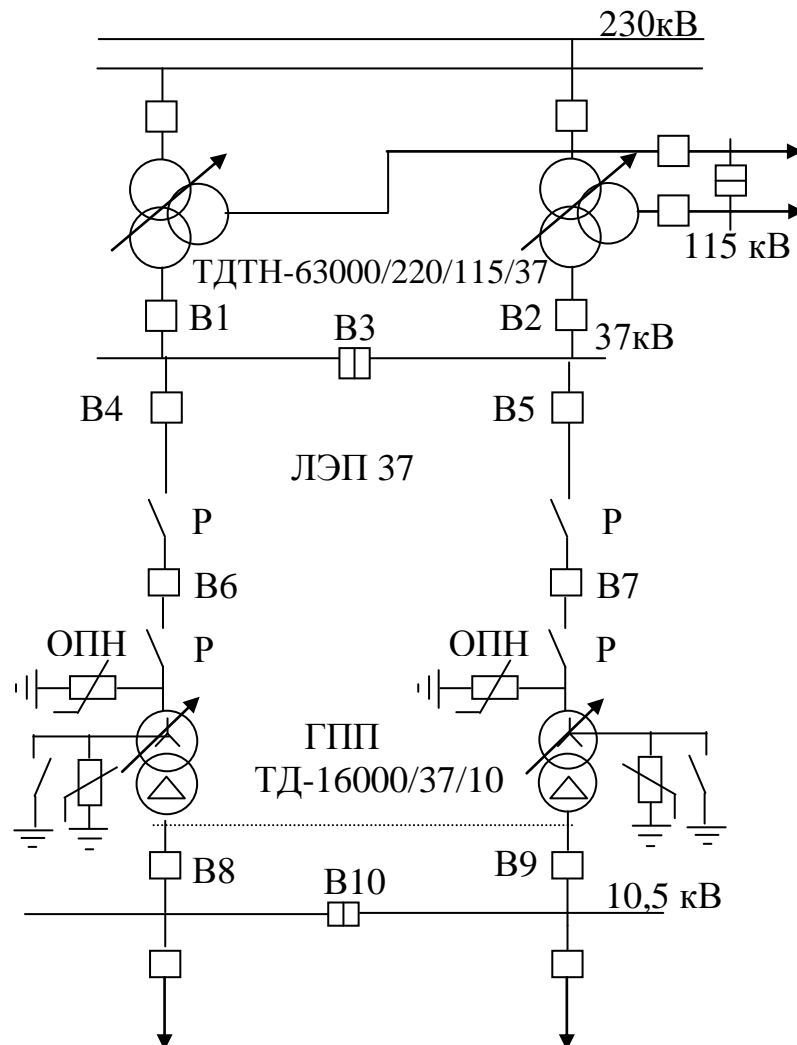 230кВ
115 кВ
ТДТН-63000/220/115/37
В1
В2
В3
37кВ
В4
В5
ЛЭП 37
Р
Р
В6
В7
ОПН
Р
ОПН
Р
ГПП
ТД-16000/37/10
В8
В9
В10
10,5 кВ